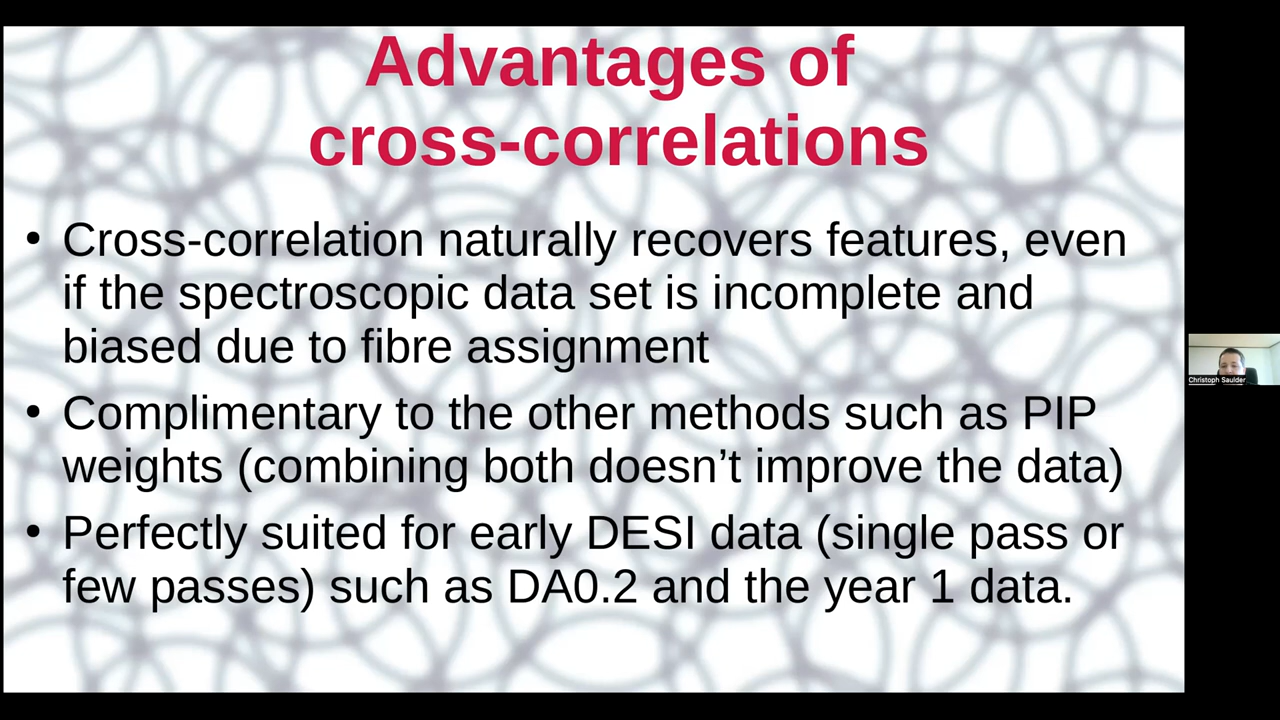 Advantages of
cross-correlations
• Cross-correlation naturally recovers features, even
if the spectroscopic data set is incomplete and
biased due to fibre assignment
• Complimentary to the other methods such as PIP
weights (combining both doesn’t improve the data)
• Perfectly suited for early DESI data (single pass or
few passes) such as DA0.2 and the year 1 data.
Christoph Saulder